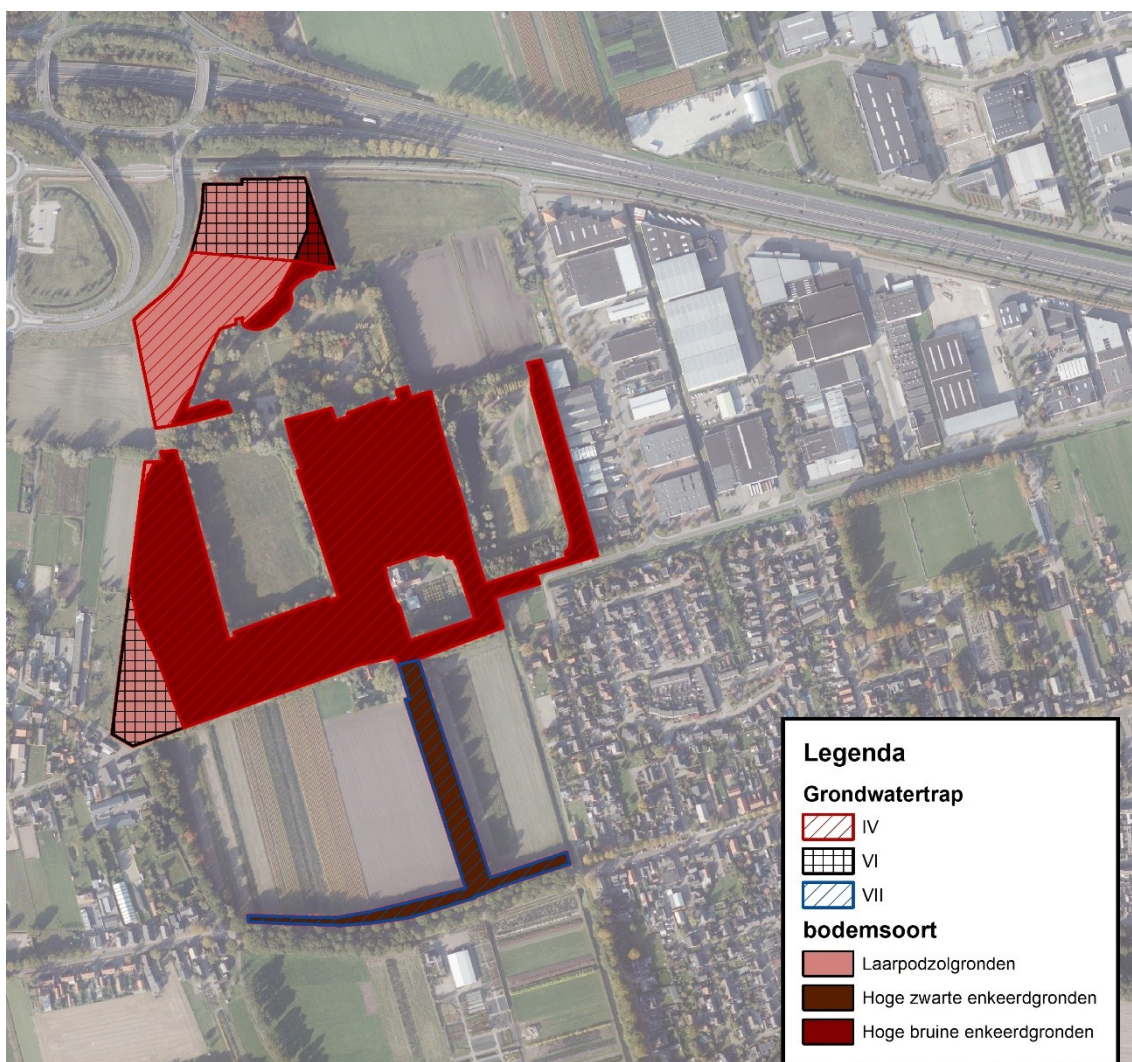 Legenda
Grondwatertrap
IV
VI
VII
bodemsoort
Laarpodzolgronden
Hoge zwarte enkeerdgronden
Hoge bruine enkeerdgronden